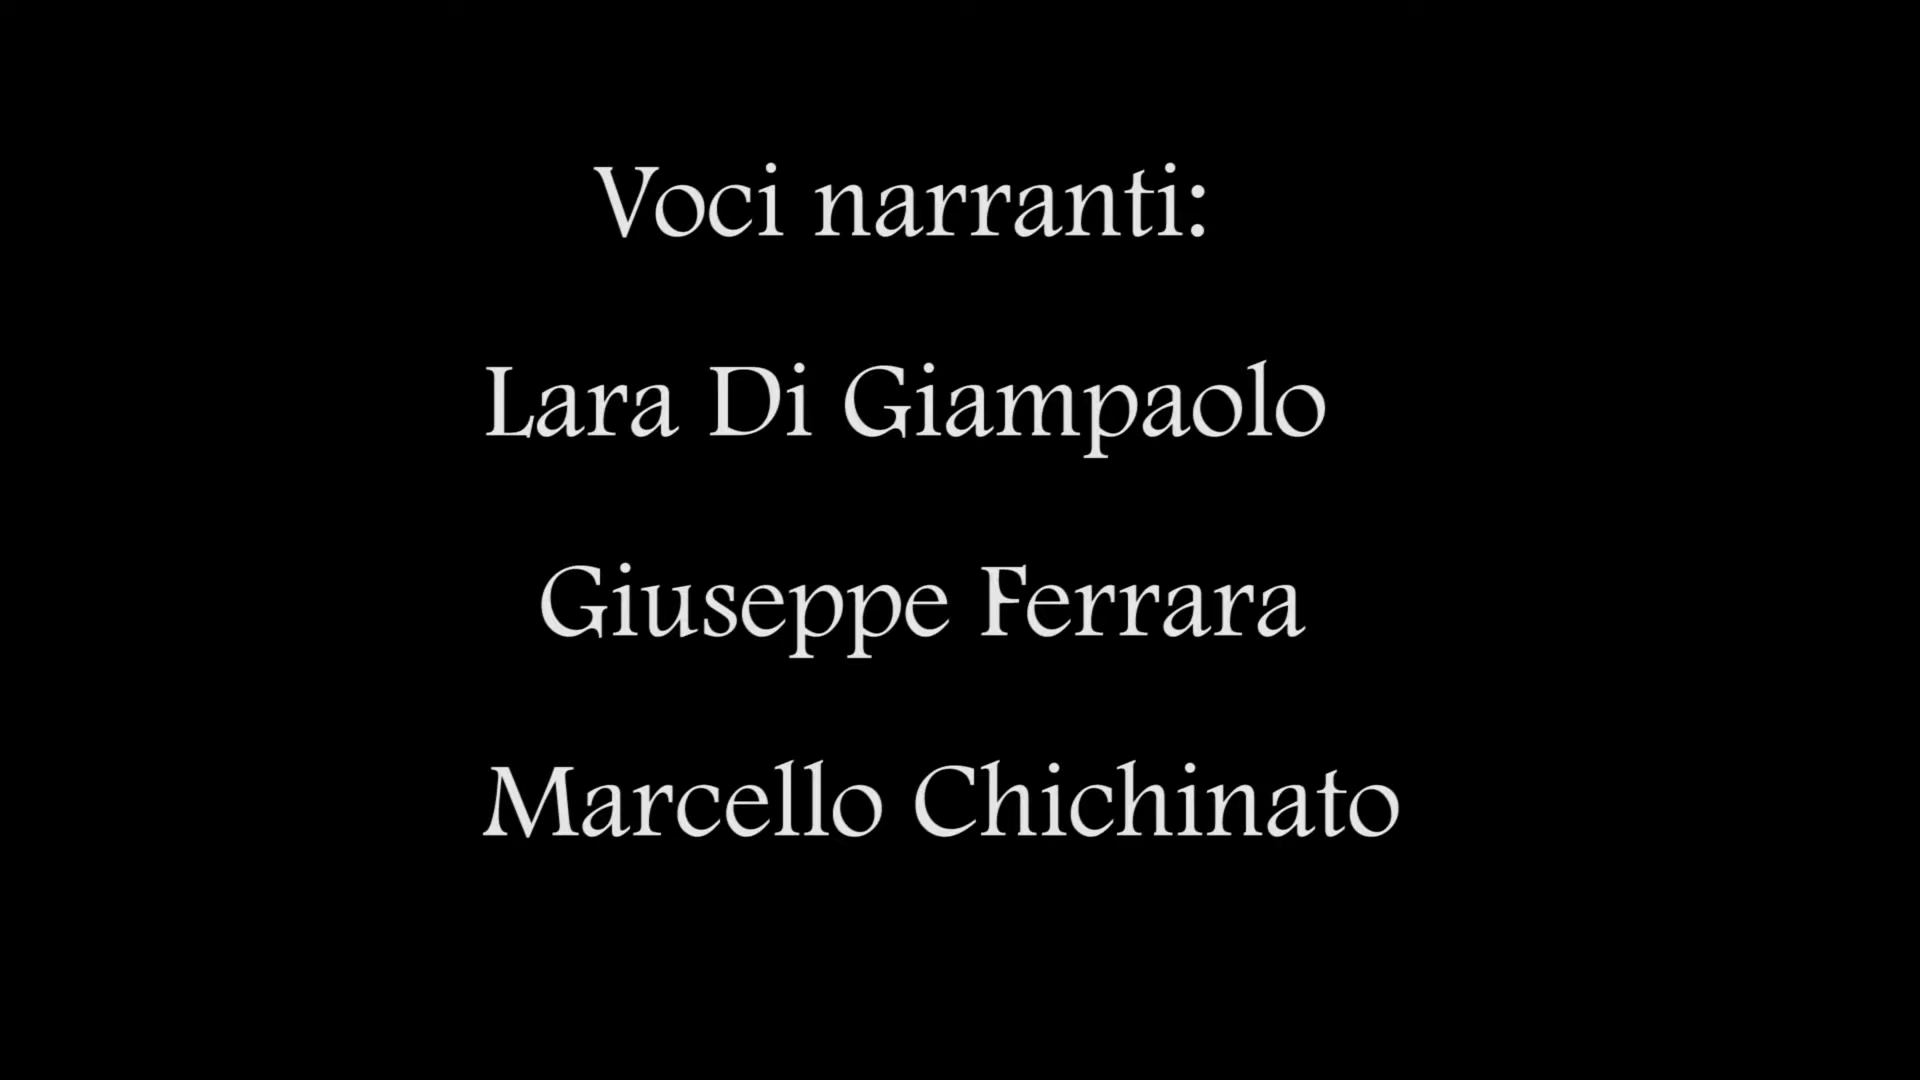 Voci narranti:
Lara Di Giampaolo
Giuseppe Ferrara
Marcello Chichinato